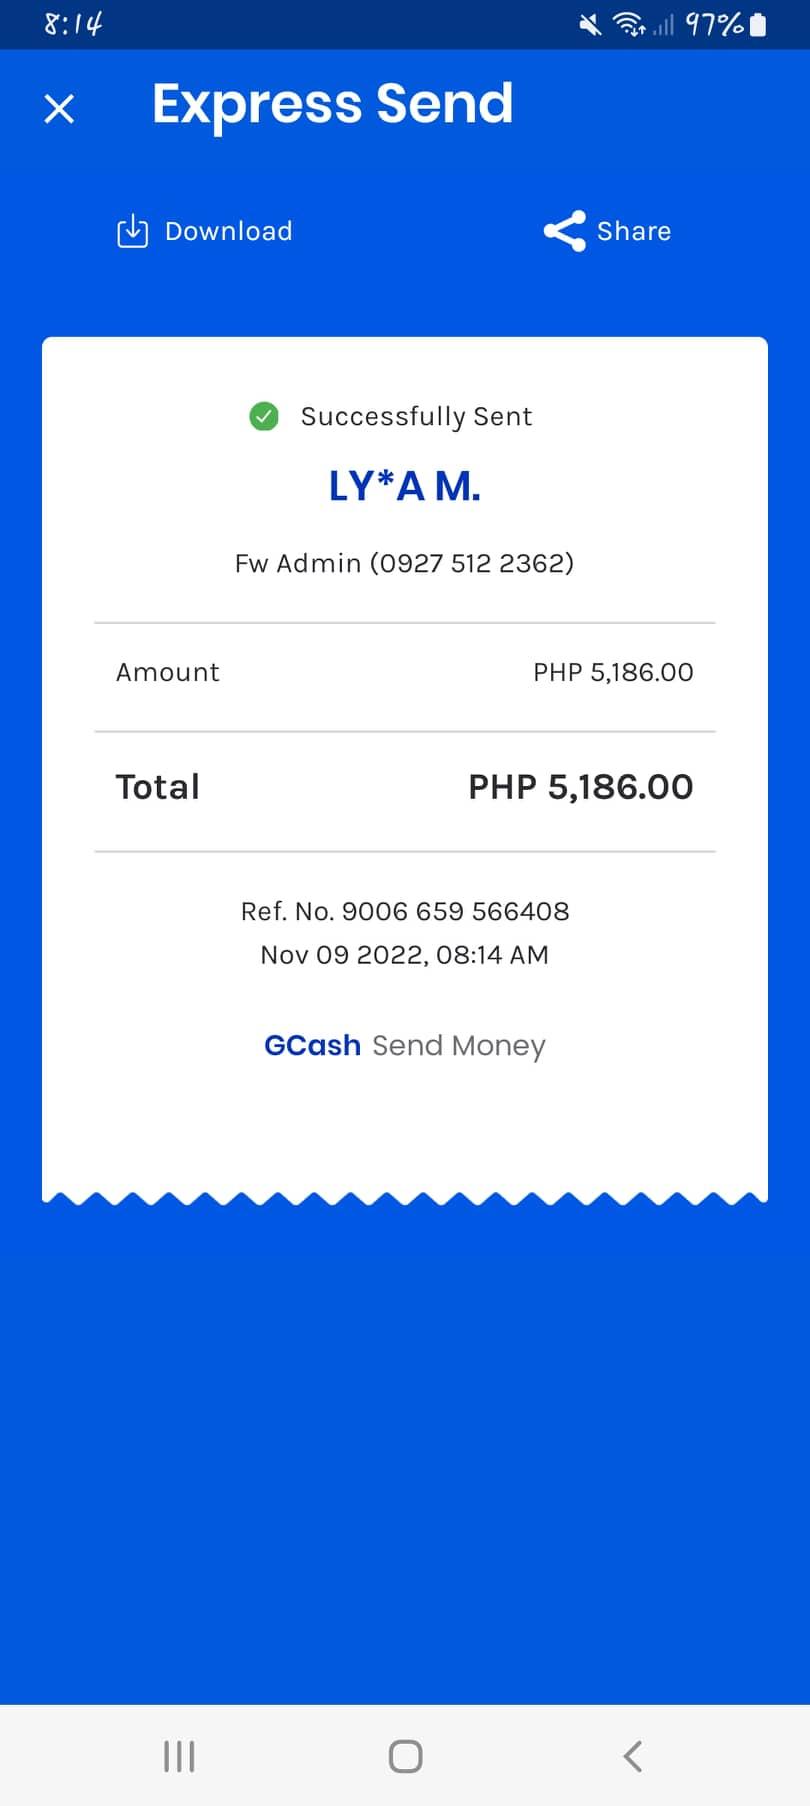 8:14 97%
Express Send
Download Share
Successfully Sent
LY*A M.
Fw Admin (0927 512 2362)
Amount PHP 5,186.00
Total PHP 5,186.00
Ref. No. 9006 659 566408
Nov 09 2022, 08:14 AM
GCash Send Money